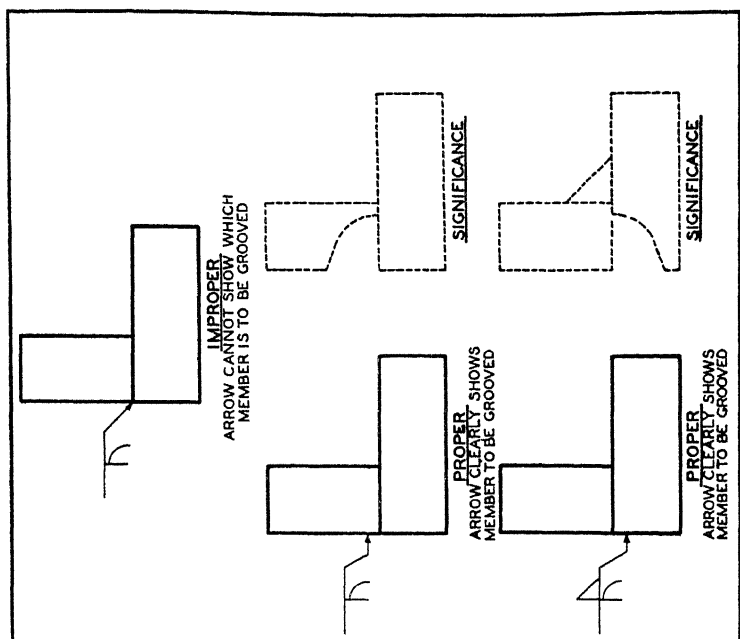 IMPROPER
ARROW CANNOT SHOW WHICH
MEMBER IS TO BE GROOVED
PROPER
ARROW CLEARLY SHOWS
MEMBER TO BE GROOVED
SIGNIFICANCE
PROPER
ARROW CLEARLY SHOWS
MEMBER TO BE GROOVED
SIGNIFICANCE